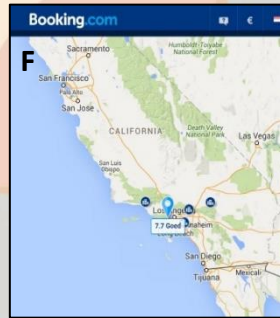 Booking.com
€
F
Sacramento
Humboldt-Toiyabe
National Forest
San Francisco
Palo Alto
San Jose
CALIFORNIA
Death Valley
National Park
Las Vegas
San Luis
Obispo
Los Angeles
7.7 Good
Anaheim
Long Beach
San Diego
Tijuana
Mexicali